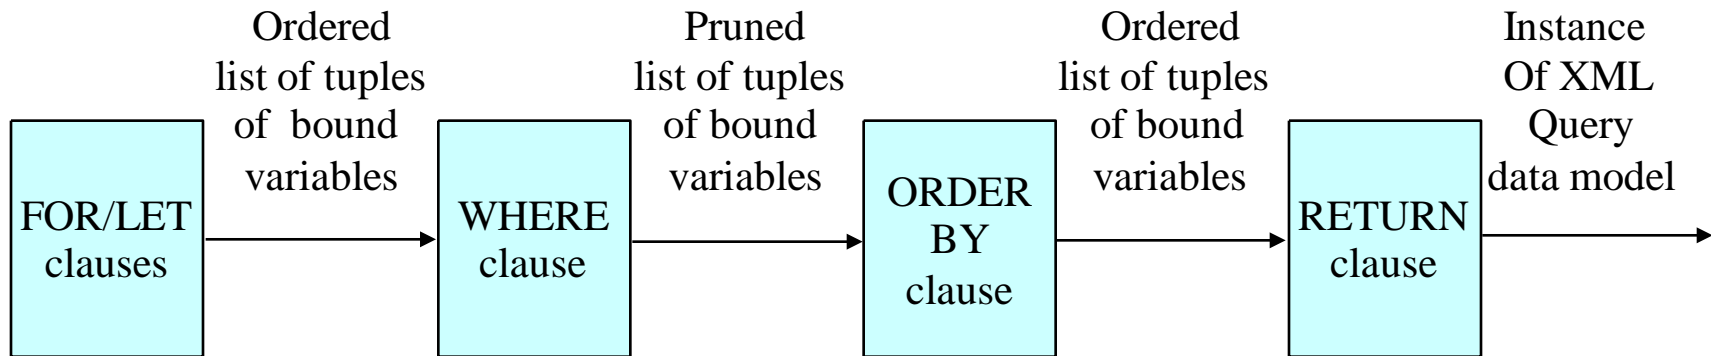 Ordered
list of tuples
of bound
variables
Pruned
list of tuples
of bound
variables
Ordered
list of tuples
of bound
variables
Instance
Of XML
Query
data model
FOR/LET
clauses
WHERE
clause
ORDER
BY
clause
RETURN
clause